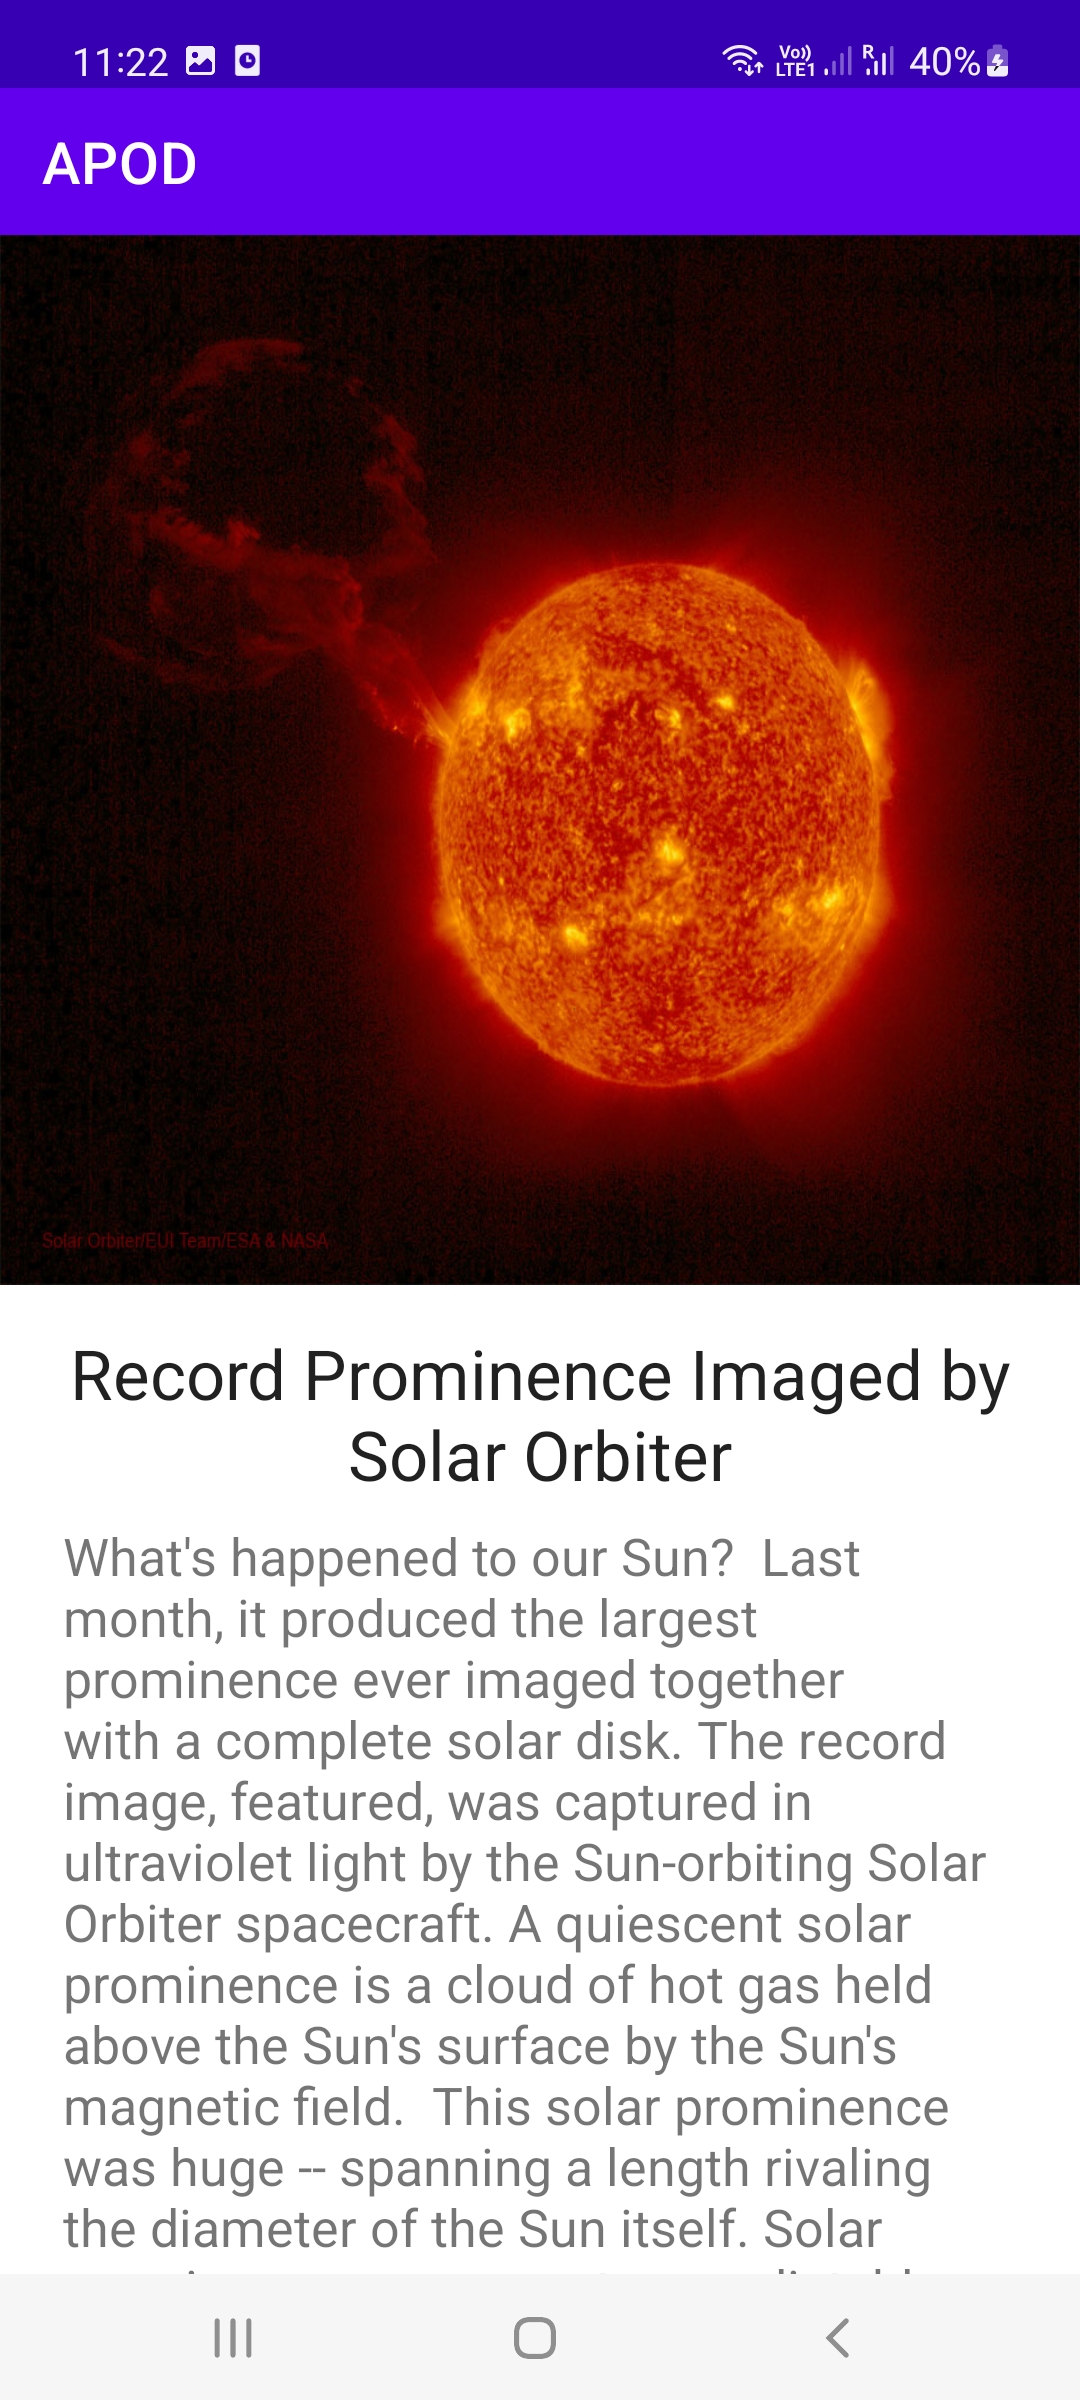 11:22
Vo))
LTE1
R
40%
APOD
Solar Orbiter/EUI Team/ESA & NASA
Record Prominence Imaged by
Solar Orbiter
What's happened to our Sun?  Last
month, it produced the largest
prominence ever imaged together
with a complete solar disk. The record
image, featured, was captured in
ultraviolet light by the Sun-orbiting Solar
Orbiter spacecraft. A quiescent solar
prominence is a cloud of hot gas held
above the Sun's surface by the Sun's
magnetic field.  This solar prominence
was huge -- spanning a length rivaling
the diameter of the Sun itself. Solar